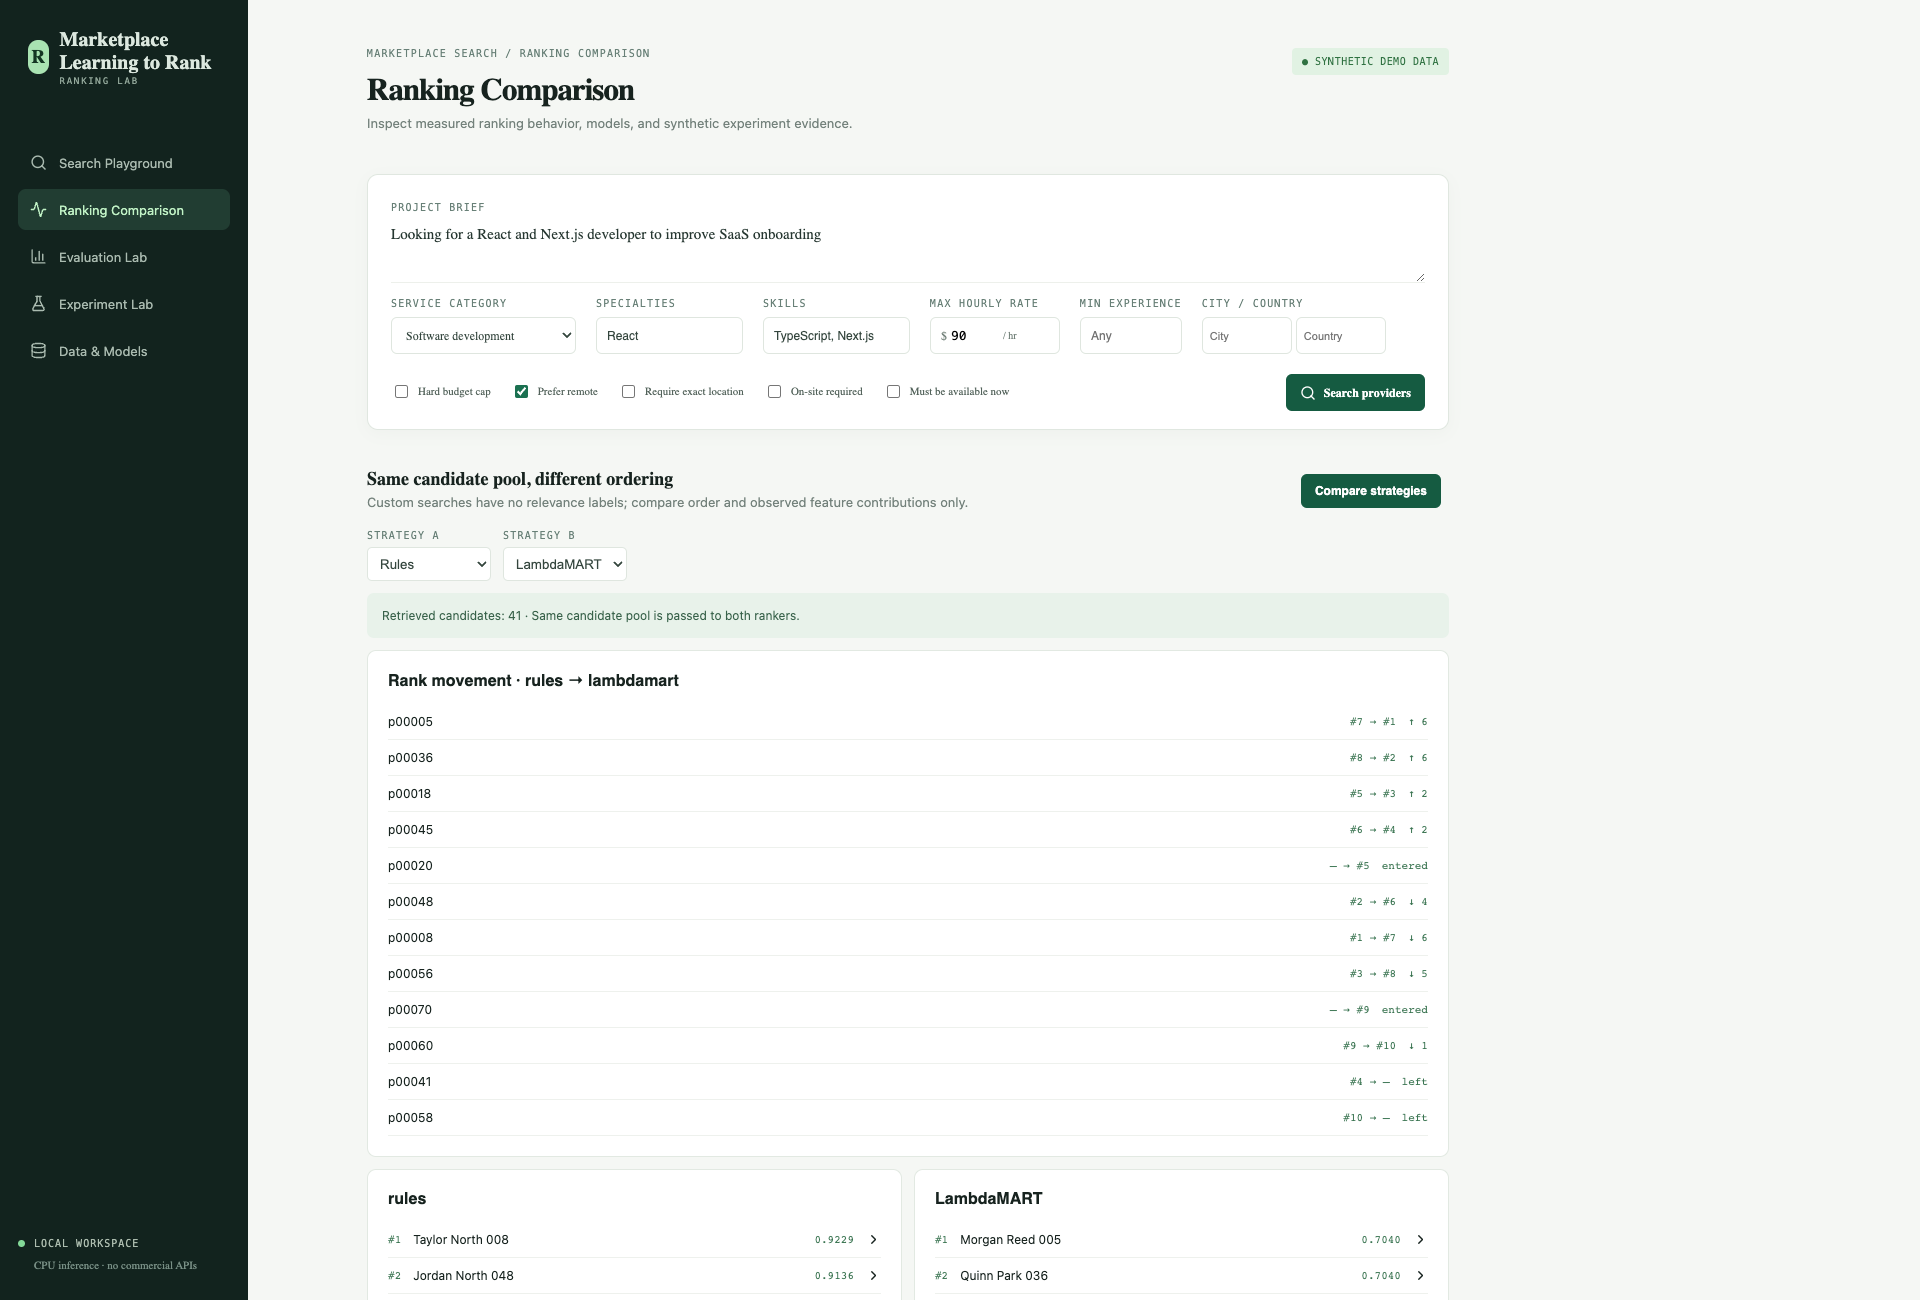 R
Marketplace
Learning to Rank
RANKING LAB
Search Playground
Ranking Comparison
Evaluation Lab
Experiment Lab
Data & Models
LOCAL WORKSPACE
CPU inference · no commercial APIs
MARKETPLACE SEARCH / RANKING COMPARISON
SYNTHETIC DEMO DATA
Ranking Comparison
Inspect measured ranking behavior, models, and synthetic experiment evidence.
PROJECT BRIEF
Looking for a React and Next.js developer to improve SaaS onboarding
SERVICE CATEGORY SPECIALTIES SKILLS MAX HOURLY RATE MIN EXPERIENCE CITY / COUNTRY
Software development React TypeScript, Next.js $ 90 / hr Any City Country
Hard budget cap Prefer remote Require exact location On-site required Must be available now Search providers
Same candidate pool, different ordering
Custom searches have no relevance labels; compare order and observed feature contributions only.
Compare strategies
STRATEGY A STRATEGY B
Rules LambdaMART
Retrieved candidates: 41 · Same candidate pool is passed to both rankers.
Rank movement · rules → lambdamart
p00005 #7 → #1 ↑ 6
p00036 #8 → #2 ↑ 6
p00018 #5 → #3 ↑ 2
p00045 #6 → #4 ↑ 2
p00020 — → #5 entered
p00048 #2 → #6 ↓ 4
p00008 #1 → #7 ↓ 6
p00056 #3 → #8 ↓ 5
p00070 — → #9 entered
p00060 #9 → #10 ↓ 1
p00041 #4 → — left
p00058 #10 → — left
rules
#1 Taylor North 008 0.9229
#2 Jordan North 048 0.9136
LambdaMART
#1 Morgan Reed 005 0.7040
#2 Quinn Park 036 0.7040